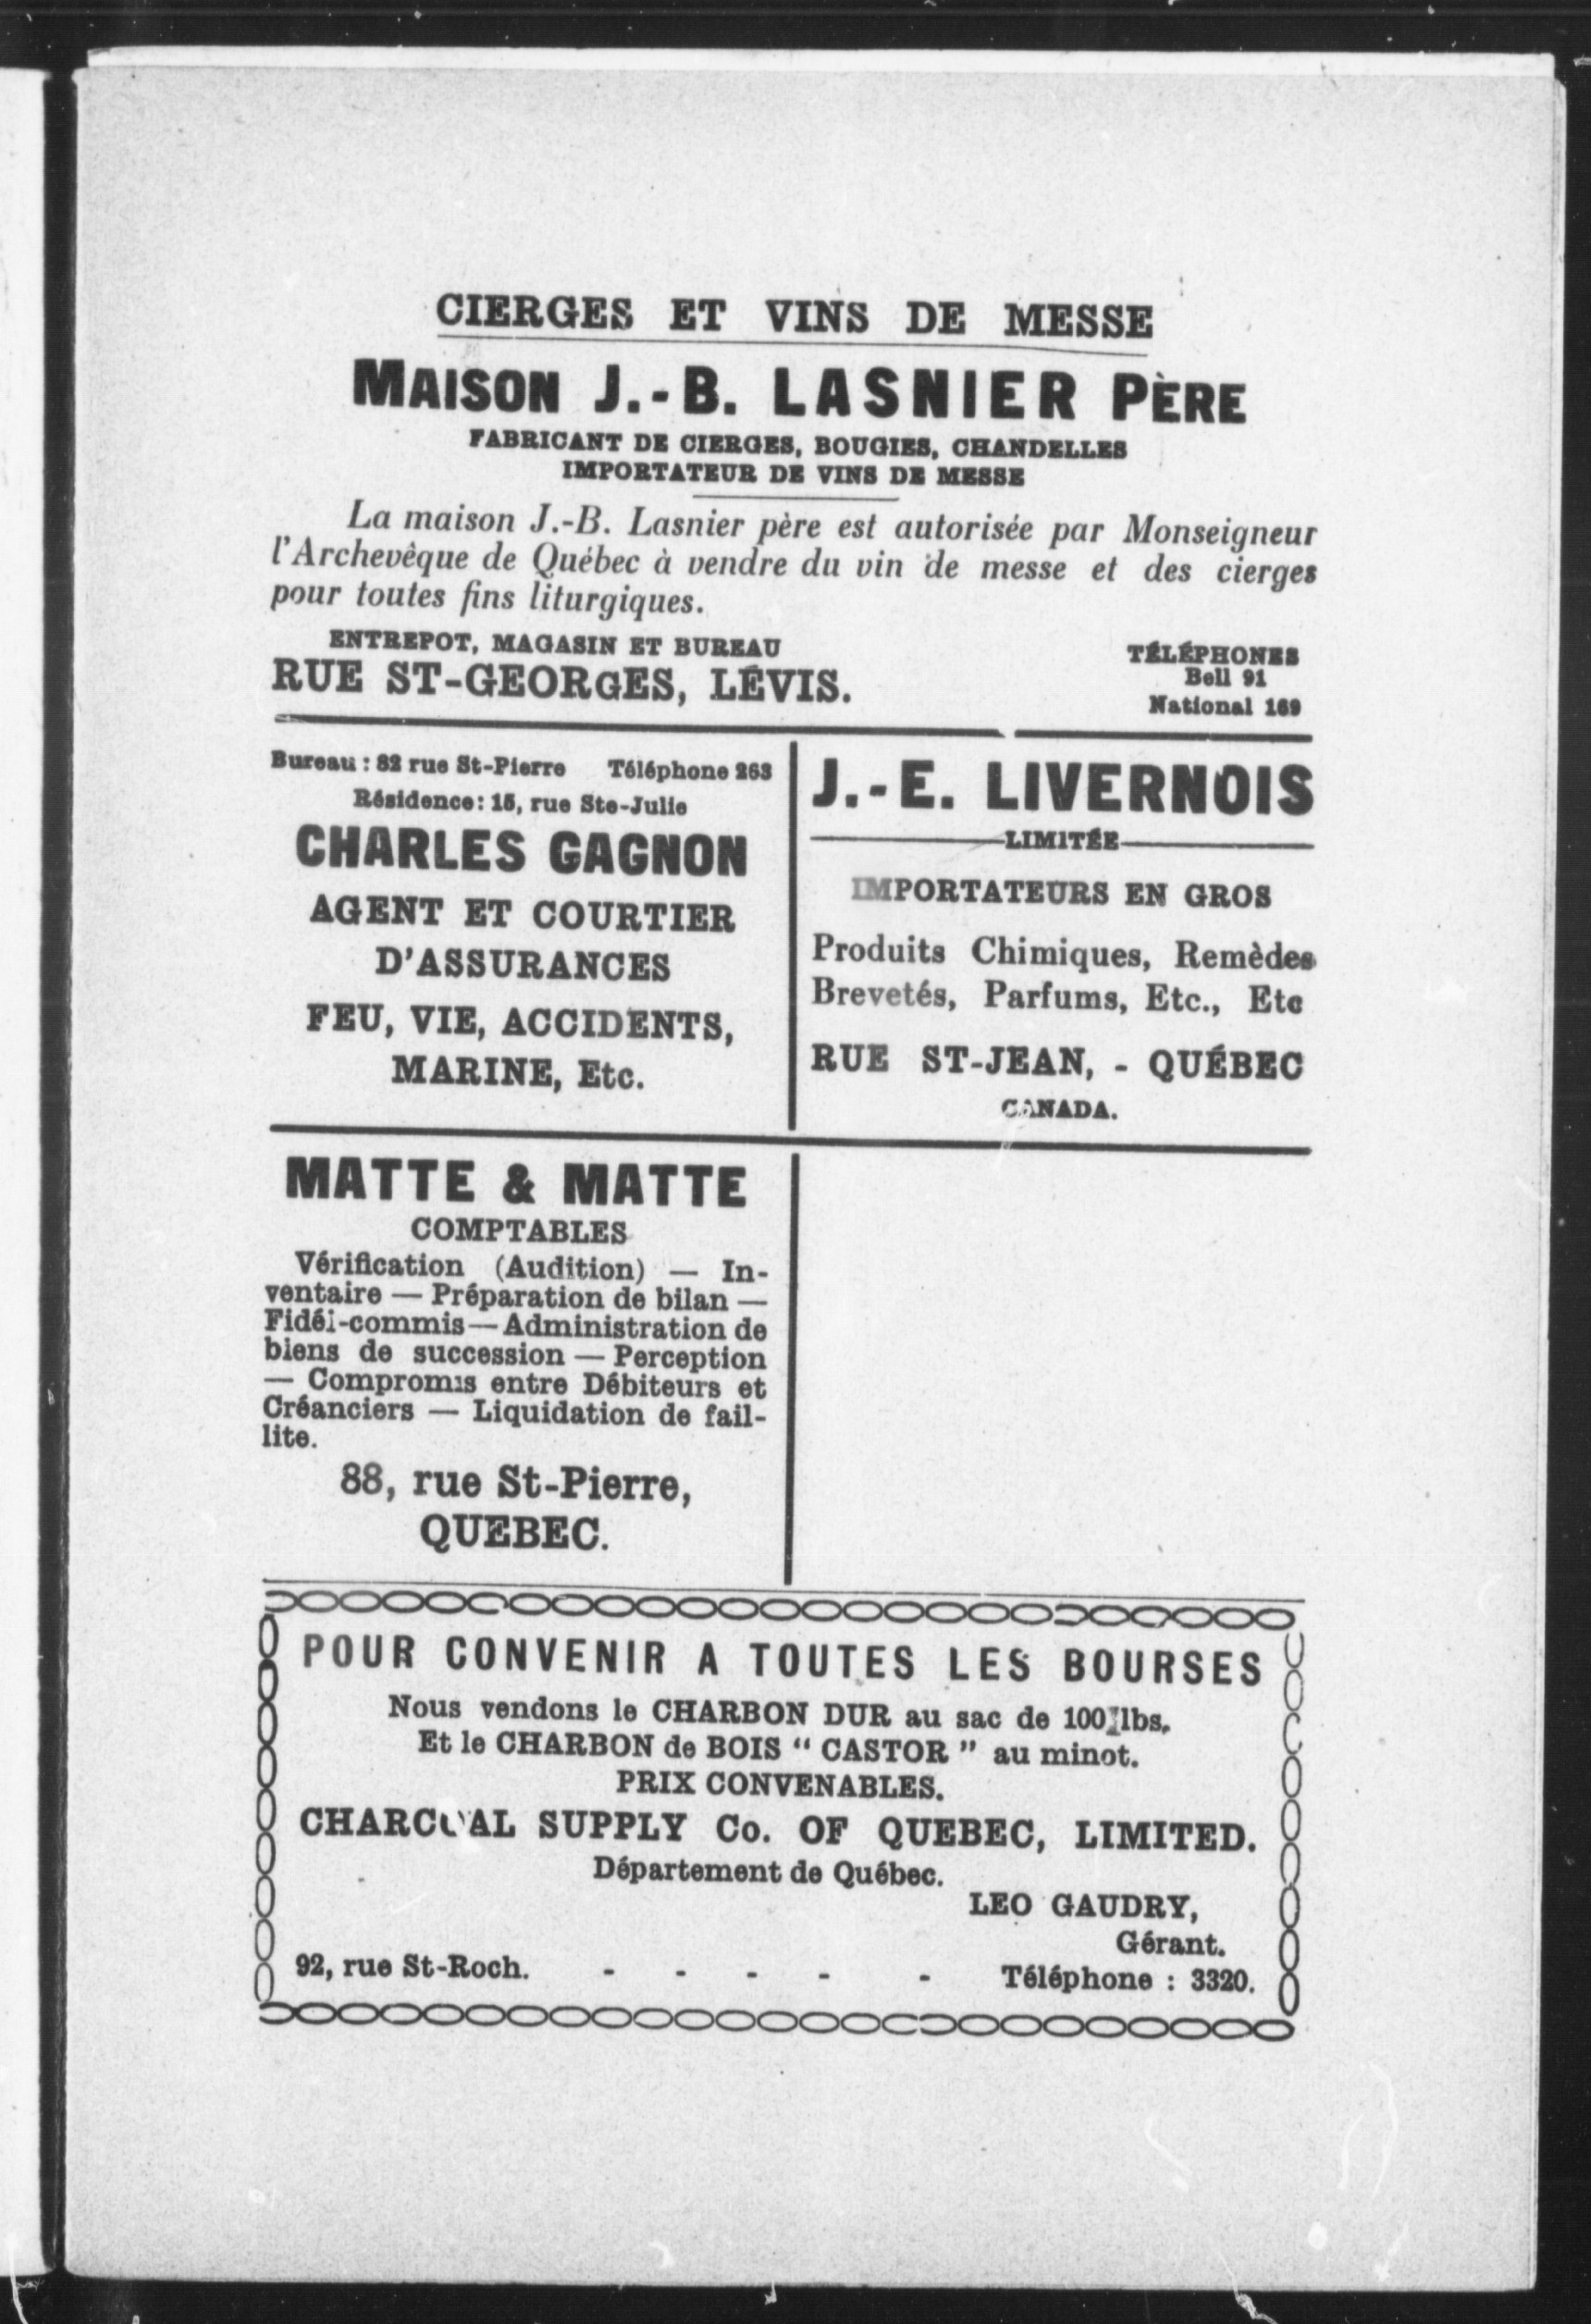 CIERGES ET VINS DE MESSE
MAISON J.-B. LASNIER PÈRE
FABRICANT DE CIERGES, BOUGIES, CHANDELLES
IMPORTATEUR DE VINS DE MESSE
La maison J.-B. Lasnier père est autorisée par Monseigneur
l'Archevêque de Québec à vendre du vin de messe et des cierges
pour toutes fins liturgiques.
ENTREPOT, MAGASIN ET BUREAU
RUE ST-GEORGES, LÉVIS.
TÉLÉPHONES
Bell 91
National 169
Bureau : 82 rue St-Pierre Téléphone 263
Résidence: 15, rue Ste-Julie
CHARLES GAGNON
AGENT ET COURTIER
D'ASSURANCES
FEU, VIE, ACCIDENTS,
MARINE, Etc.
J.-E. LIVERNOIS
LIMITÉE
IMPORTATEURS EN GROS
Produits Chimiques, Remèdes
Brevetés, Parfums, Etc., Etc
RUE ST-JEAN, - QUÉBEC
CANADA.
MATTE & MATTE
COMPTABLES
Vérification (Audition) — In-
ventaire — Préparation de bilan —
Fidéi-commis — Administration de
biens de succession — Perception
— Compromis entre Débiteurs et
Créanciers — Liquidation de fail-
lite.
88, rue St-Pierre,
QUEBEC.
POUR CONVENIR A TOUTES LES BOURSES
Nous vendons le CHARBON DUR au sac de 100 lbs.
Et le CHARBON de BOIS " CASTOR " au minot.
PRIX CONVENABLES.
CHARCOAL SUPPLY Co. OF QUEBEC, LIMITED.
Département de Québec.
LEO GAUDRY,
Gérant.
92, rue St-Roch. - - - - - Téléphone : 3320.